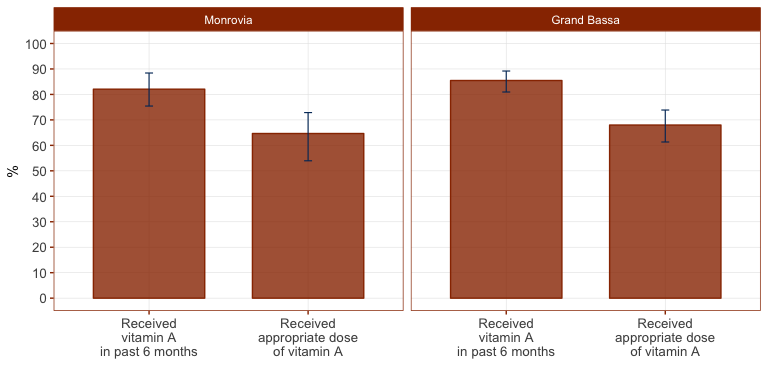 Monrovia
Grand Bassa
100
90
80
70
60
50
40
30
20
10
0
%
Received
vitamin A
in past 6 months
Received
appropriate dose
of vitamin A
Received
vitamin A
in past 6 months
Received
appropriate dose
of vitamin A